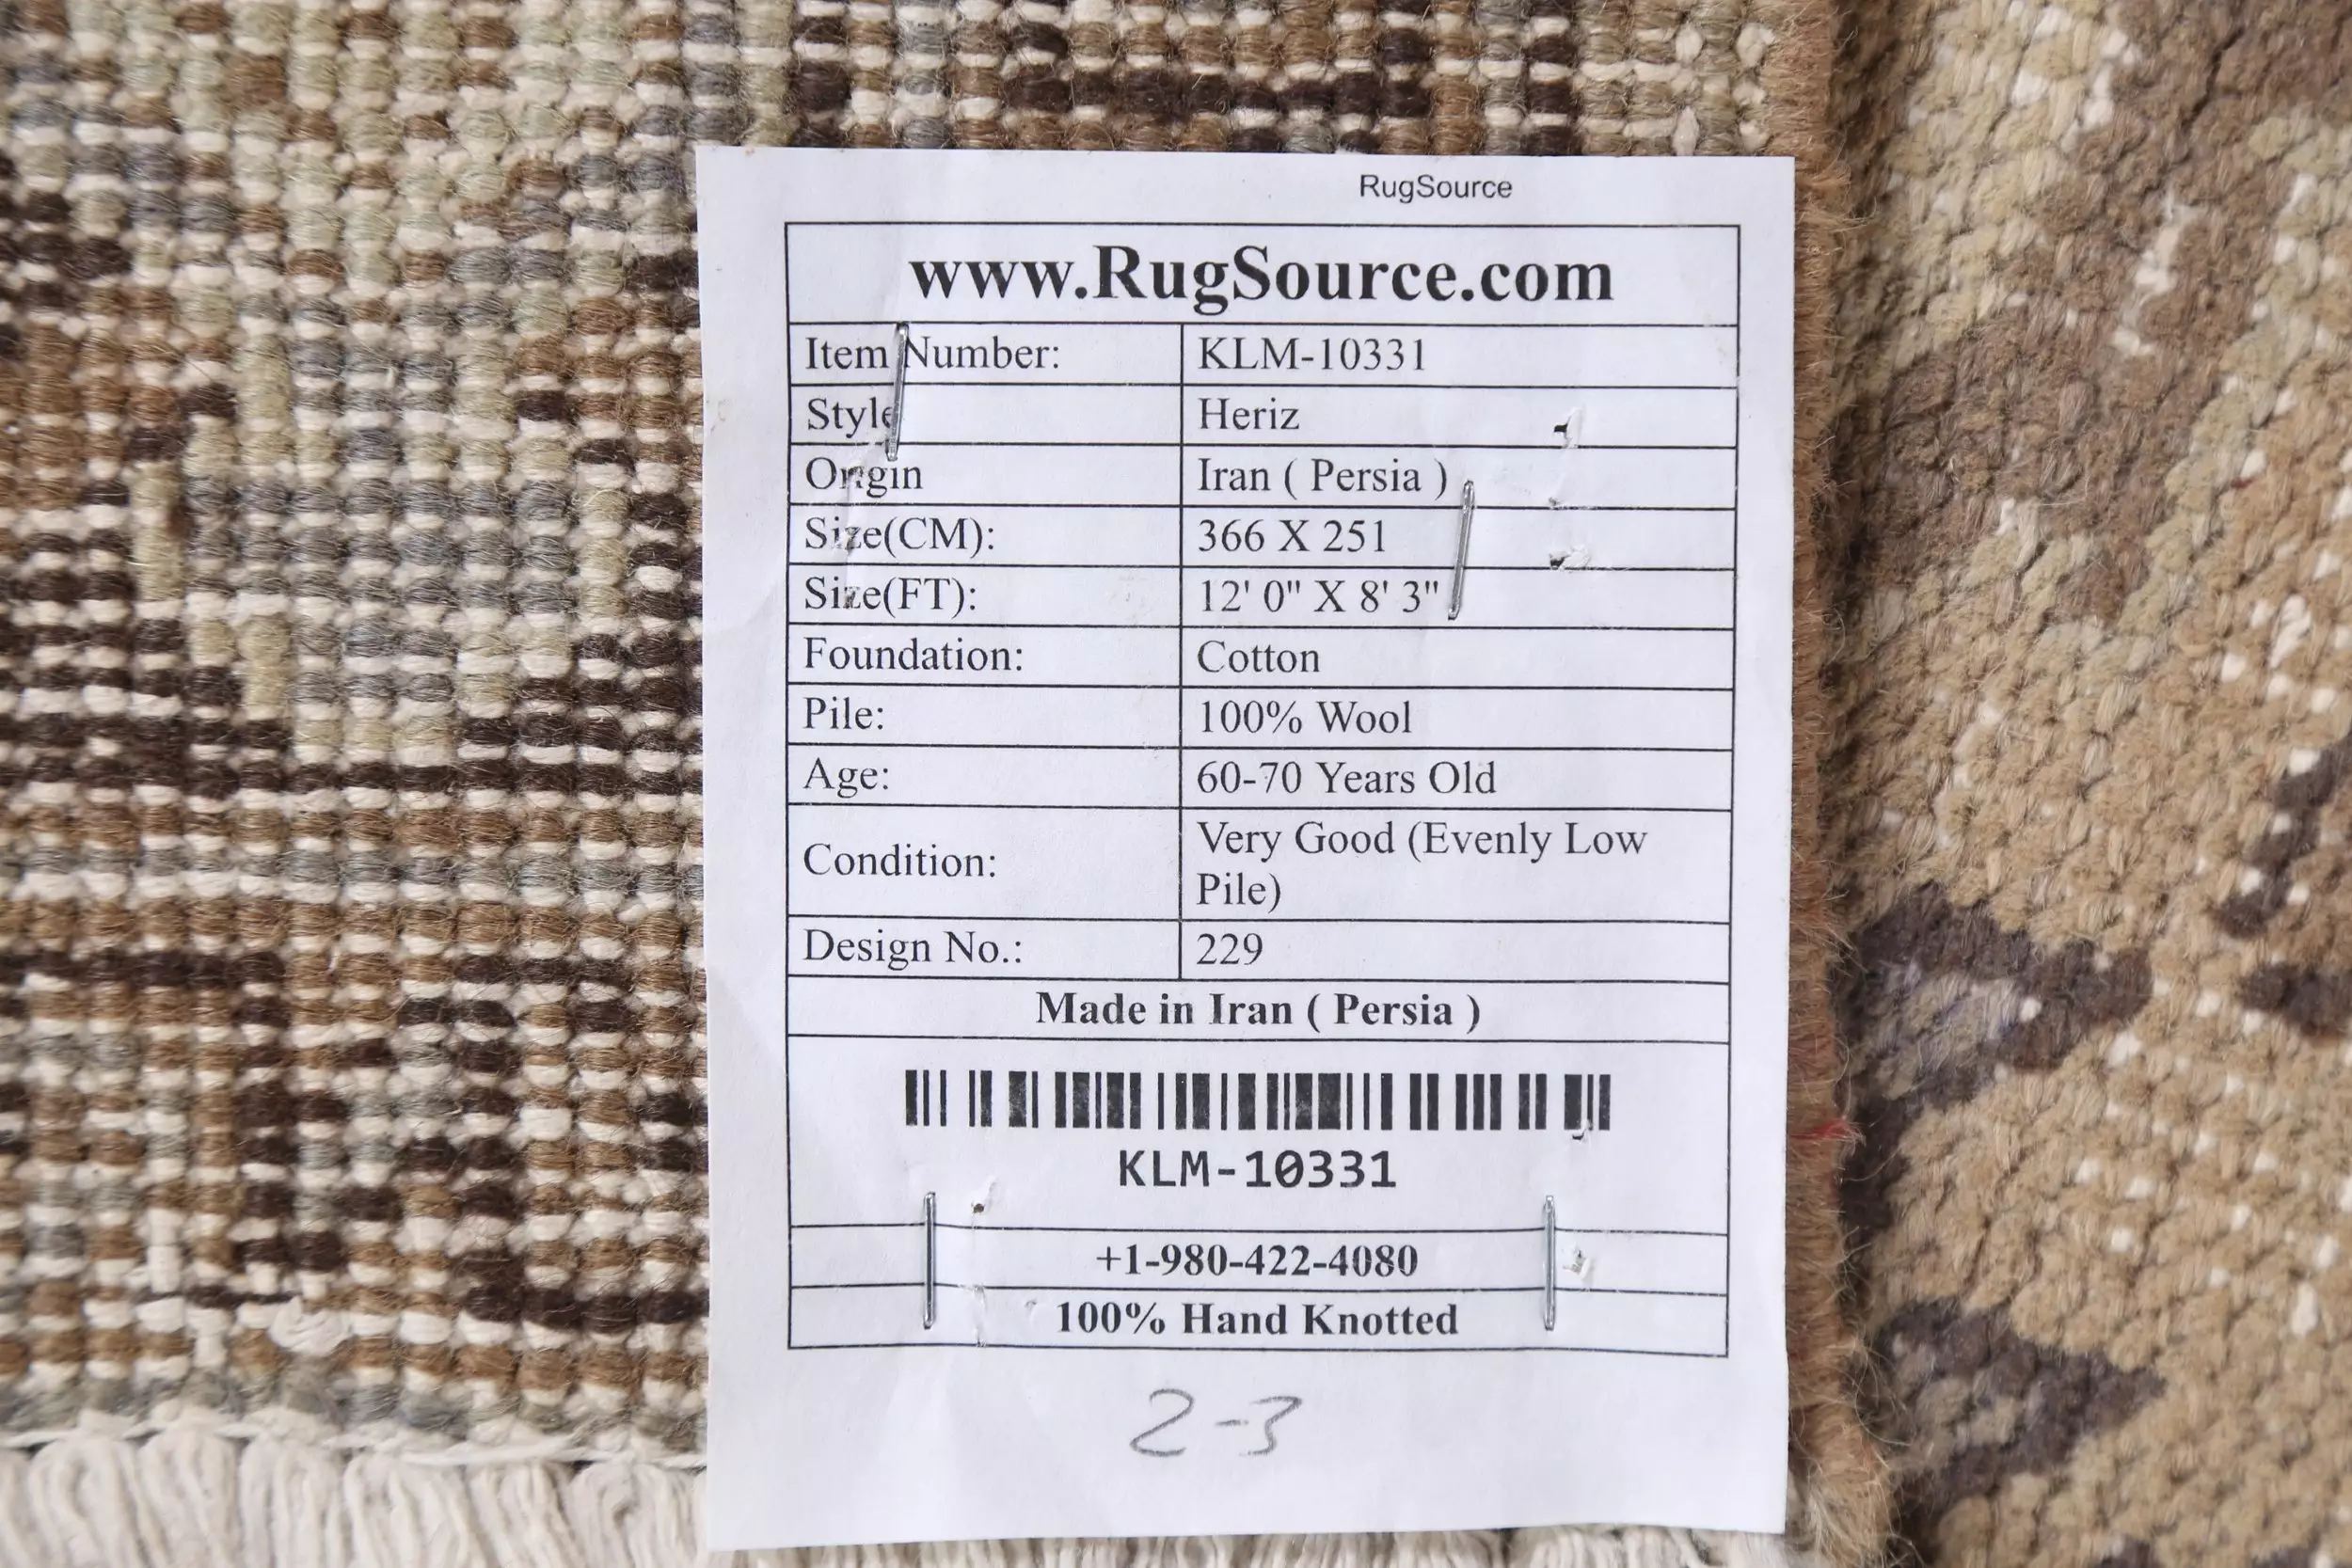 RugSource
www.RugSource.com
Item Number: KLM-10331
Style Heriz
Origin Iran ( Persia )
Size(CM): 366 X 251
Size(FT): 12' 0" X 8' 3"
Foundation: Cotton
Pile: 100% Wool
Age: 60-70 Years Old
Condition: Very Good (Evenly Low
Pile)
Design No.: 229
Made in Iran ( Persia )
KLM-10331
+1-980-422-4080
100% Hand Knotted
2-3